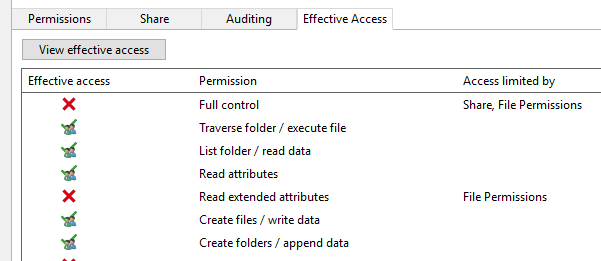 Permissions Share Auditing Effective Access
View effective access
Effective access Permission Access limited by
Full control Share, File Permissions
Traverse folder / execute file
List folder / read data
Read attributes
Read extended attributes File Permissions
Create files / write data
Create folders / append data